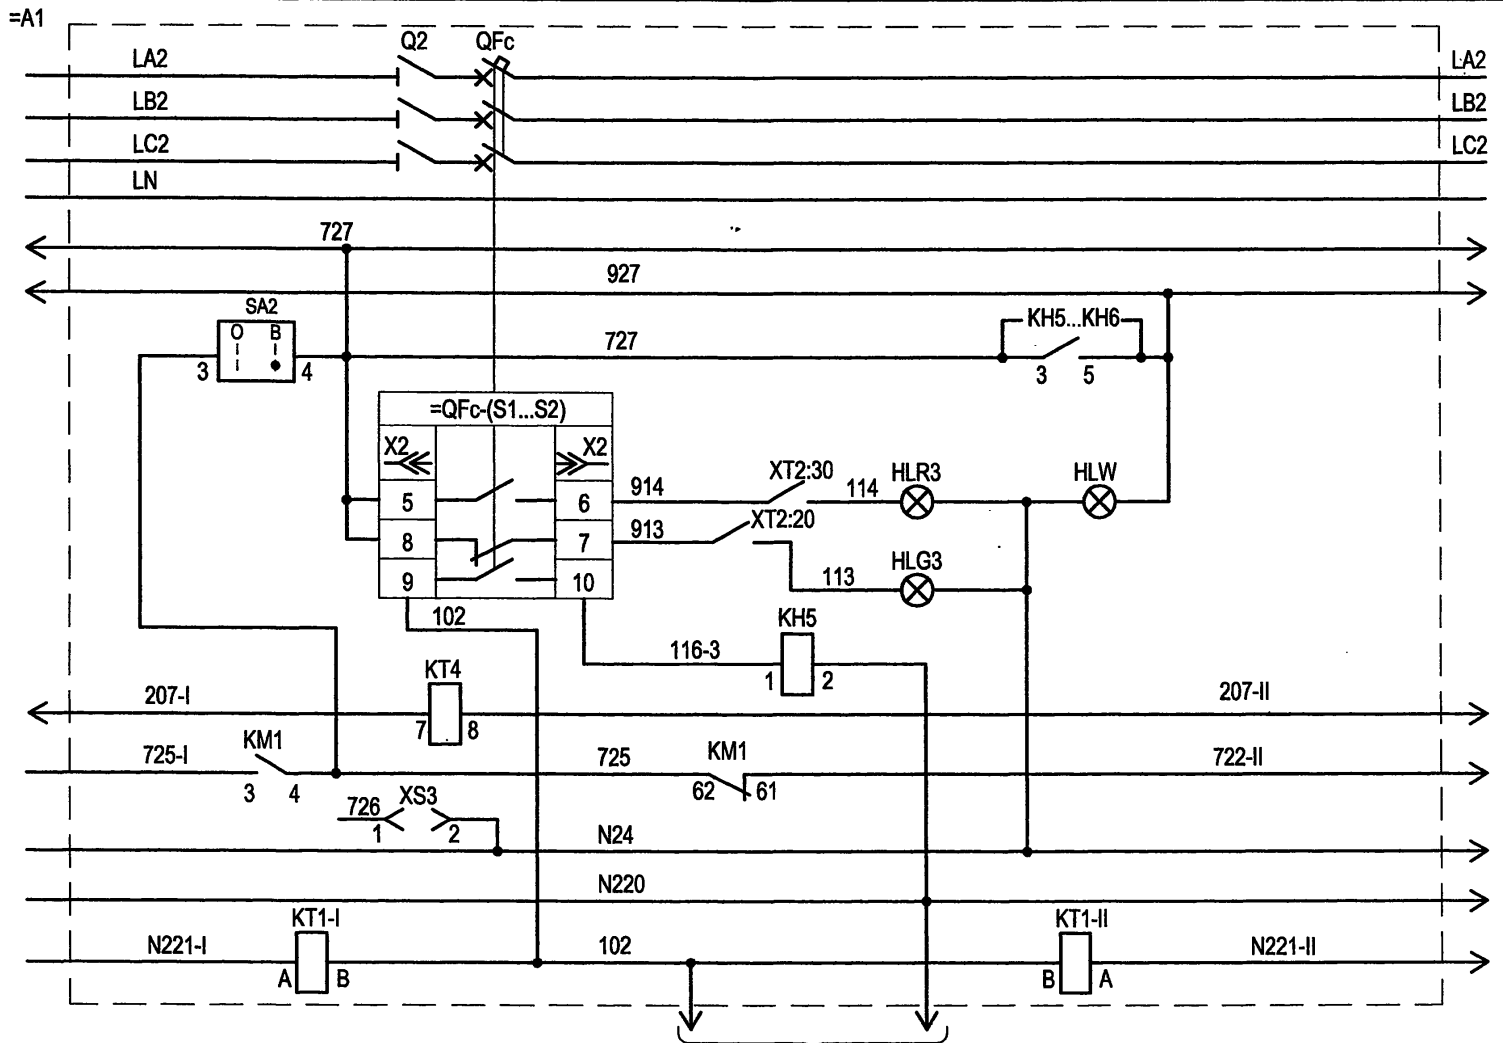 =A1
Q2 QFc
LA2 LA2
LB2 LB2
LC2 LC2
LN
727
927
SA2
O B
3 4
727
KH5...KH6
3 5
=QFc-(S1...S2)
X2 X2
5 6
8 7
9 10
914 XT2:30 114 HLR3 HLW
913 XT2:20
113 HLG3
102
116-3 KH5
1 2
207-I KT4 207-II
7 8
725-I KM1 725 KM1 722-II
3 4 62 61
726 XS3
1 2
N24
N220
N221-I KT1-I 102 KT1-II N221-II
A B B A